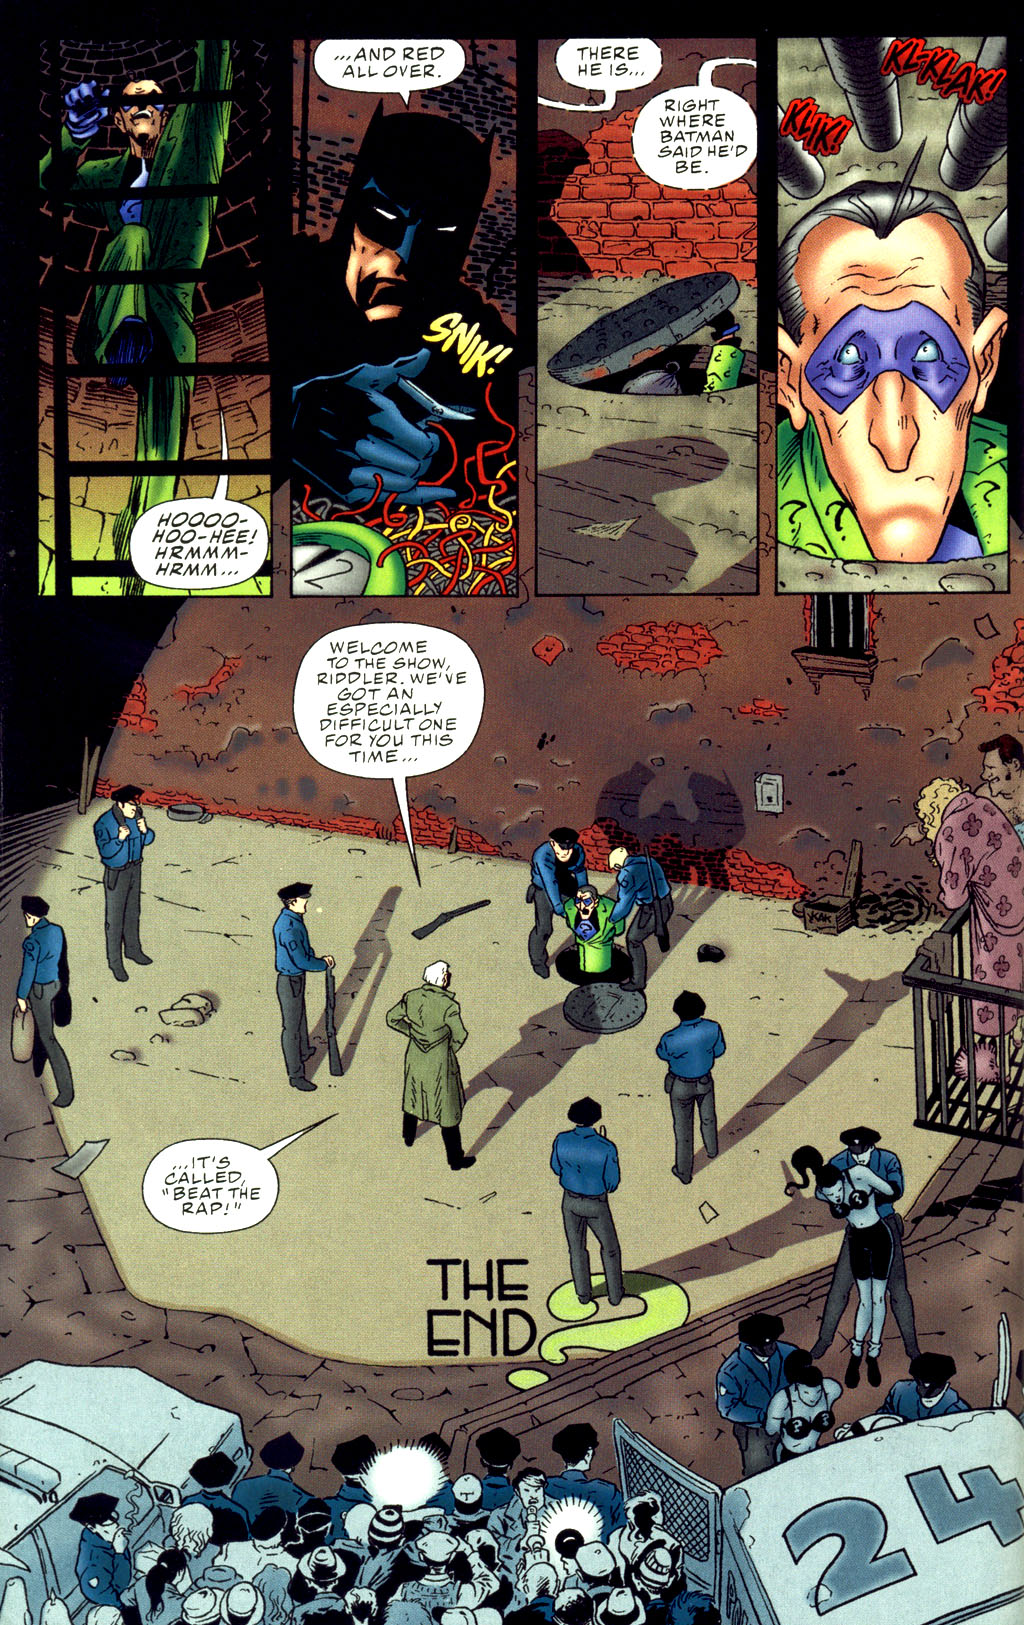 HOOOO-
HOO-HEE!
HRMMM-
HRMM...
...AND RED
ALL OVER.
SNIK!
2
THERE
HE IS...
RIGHT
WHERE
BATMAN
SAID HE'D
BE.
KLIK!
KL-KLAK!
? ? ?
WELCOME
TO THE SHOW,
RIDDLER. WE'VE
GOT AN
ESPECIALLY
DIFFICULT ONE
FOR YOU THIS
TIME...
...IT'S
CALLED,
"BEAT THE
RAP!"
THE
END
?
24